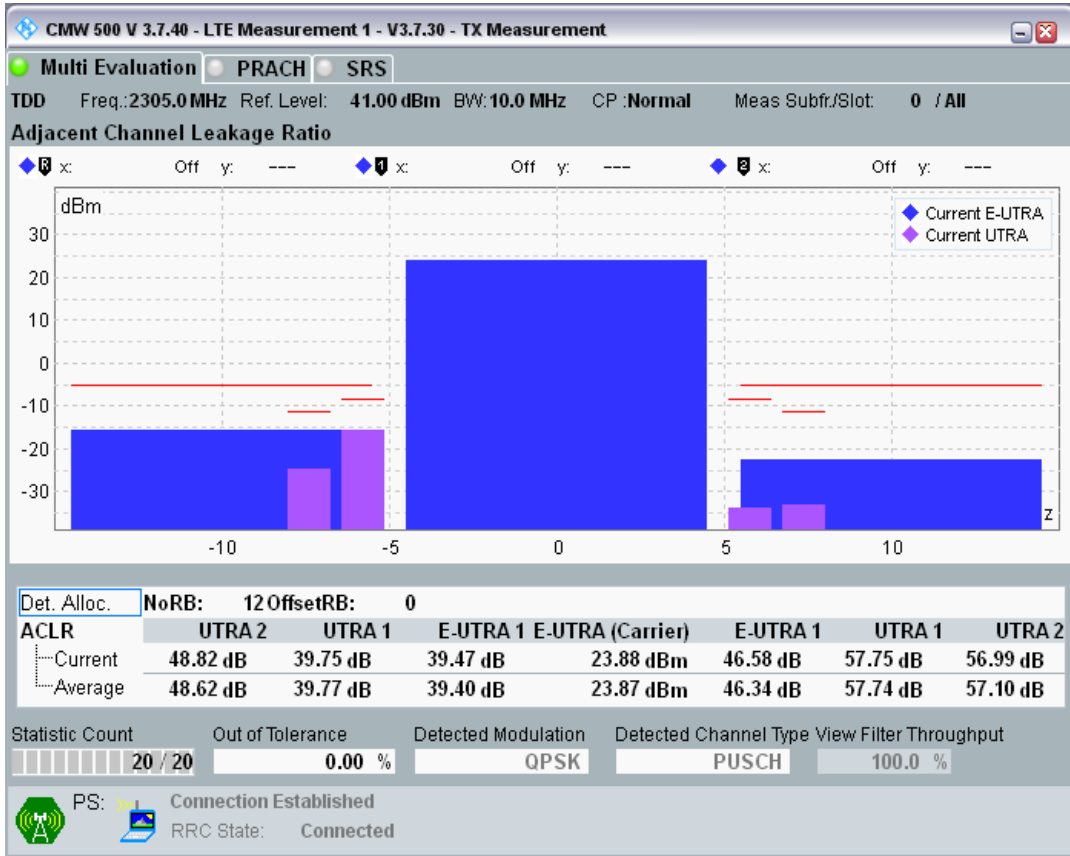 CMW 500 V 3.7.40 - LTE Measurement 1 - V3.7.30 - TX Measurement
Multi Evaluation PRACH SRS
TDD Freq.:2305.0 MHz Ref. Level: 41.00 dBm BW: 10.0 MHz CP :Normal Meas Subfr./Slot: 0 / All
Adjacent Channel Leakage Ratio
R x: Off y: --- 1 x: Off y: --- 2 x: Off y: ---
dBm
Current E-UTRA
Current UTRA
30
20
10
0
-10
-20
-30
z
-10 -5 0 5 10
Det. Alloc. NoRB: 12 OffsetRB: 0
ACLR UTRA 2 UTRA 1 E-UTRA 1 E-UTRA (Carrier) E-UTRA 1 UTRA 1 UTRA 2
Current 48.82 dB 39.75 dB 39.47 dB 23.88 dBm 46.58 dB 57.75 dB 56.99 dB
Average 48.62 dB 39.77 dB 39.40 dB 23.87 dBm 46.34 dB 57.74 dB 57.10 dB
Statistic Count Out of Tolerance Detected Modulation Detected Channel Type View Filter Throughput
20 / 20 0.00 % QPSK PUSCH 100.0 %
PS: Connection Established
RRC State: Connected